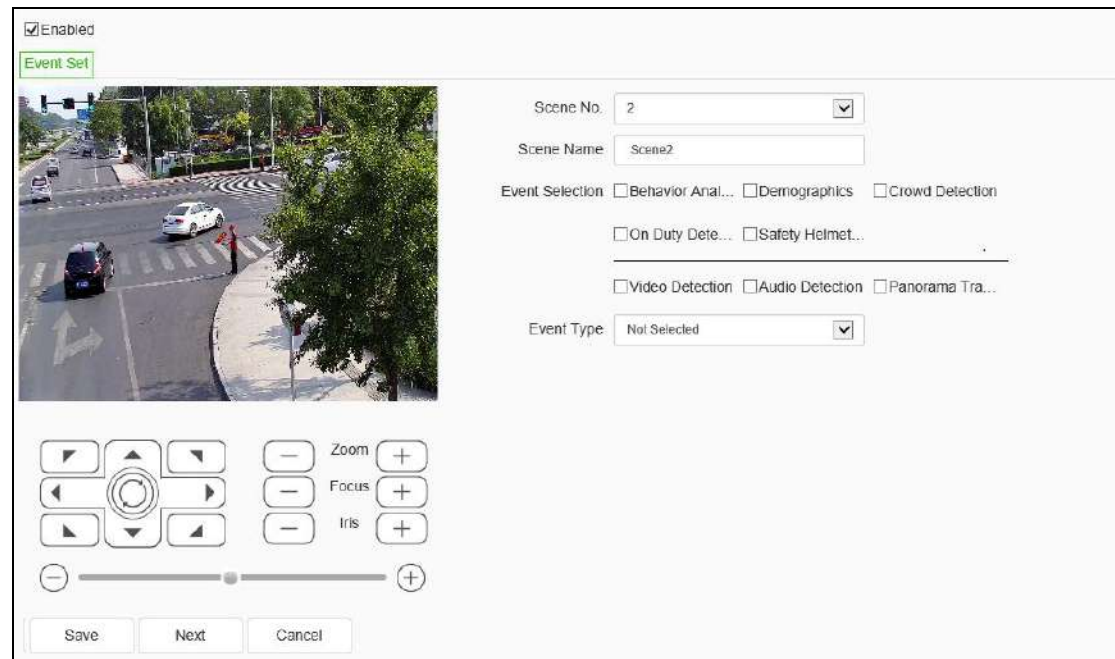 Enabled
Event Set
Scene No. 2
Scene Name Scene2
Event Selection Behavior Anal... Demographics Crowd Detection
On Duty Dete... Safety Helmet...
Video Detection Audio Detection Panorama Tra...
Event Type Not Selected
Zoom
Focus
Iris
Save Next Cancel